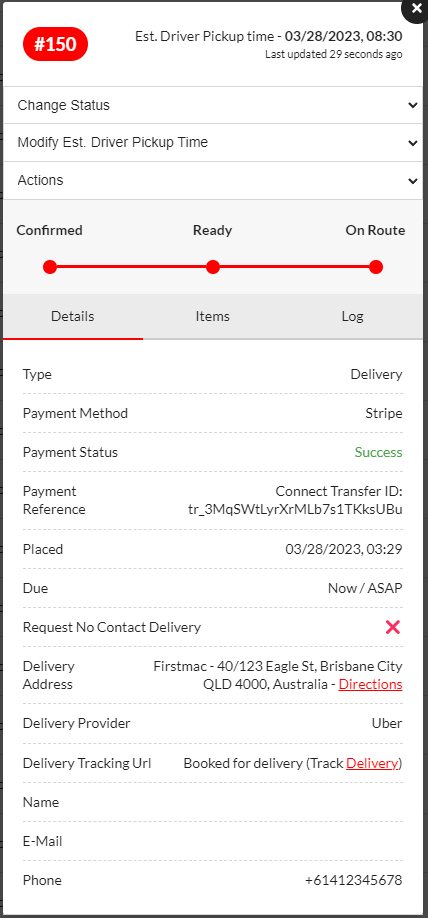 #150
Est. Driver Pickup time - 03/28/2023, 08:30
Last updated 29 seconds ago
Change Status
Modify Est. Driver Pickup Time
Actions
Confirmed Ready On Route
Details Items Log
Type Delivery
Payment Method Stripe
Payment Status Success
Payment Reference
Connect Transfer ID:
tr_3MqSWtLyrXrMLb7s1TKksUBu
Placed 03/28/2023, 03:29
Due Now / ASAP
Request No Contact Delivery
Delivery Address
Firstmac - 40/123 Eagle St, Brisbane City
QLD 4000, Australia - Directions
Delivery Provider Uber
Delivery Tracking Url Booked for delivery (Track Delivery)
Name
E-Mail
Phone +61412345678